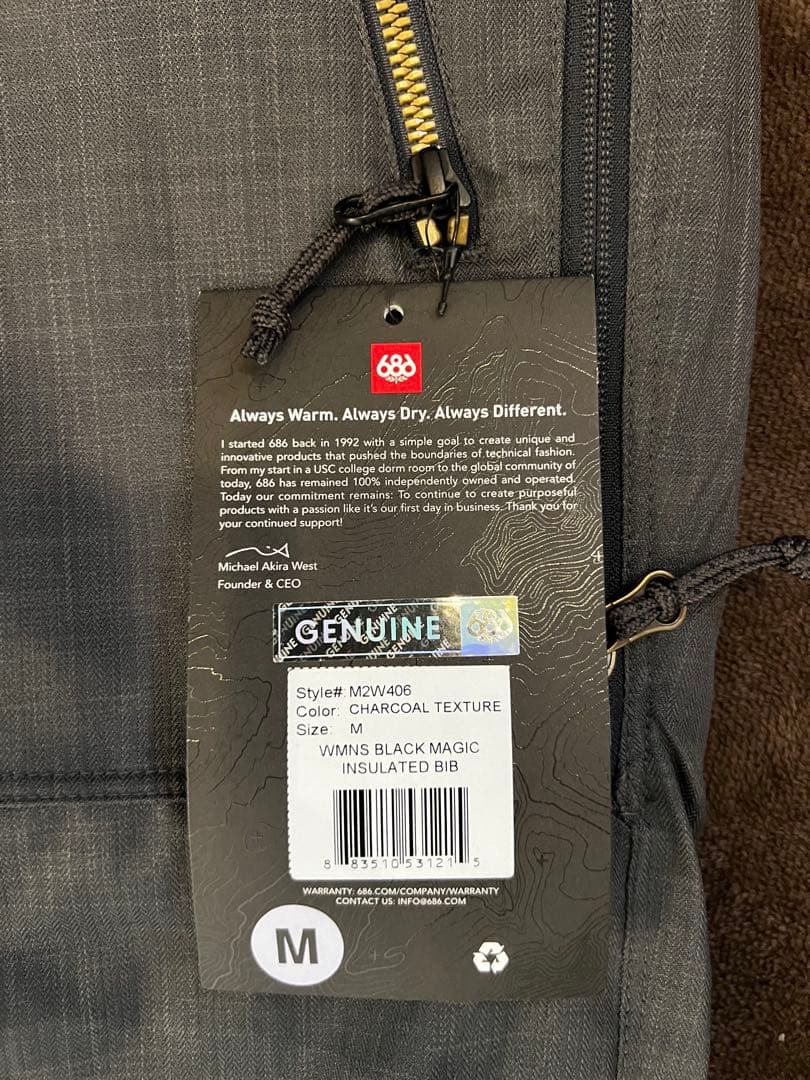 686
Always Warm. Always Dry. Always Different.
I started 686 back in 1992 with a simple goal to create unique and
innovative products that pushed the boundaries of technical fashion.
From my start in a USC college dorm room to the global community of
today, 686 has remained 100% independently owned and operated.
Today our commitment remains: To continue to create purposeful
products with a passion like it's our first day in business. Thank you for
your continued support!
Michael Akira West
Founder & CEO
GENUINE 686
Style#: M2W406
Color: CHARCOAL TEXTURE
Size: M
WMNS BLACK MAGIC
INSULATED BIB
8 83510 53121 5
WARRANTY: 686.COM/COMPANY/WARRANTY
CONTACT US: INFO@686.COM
M